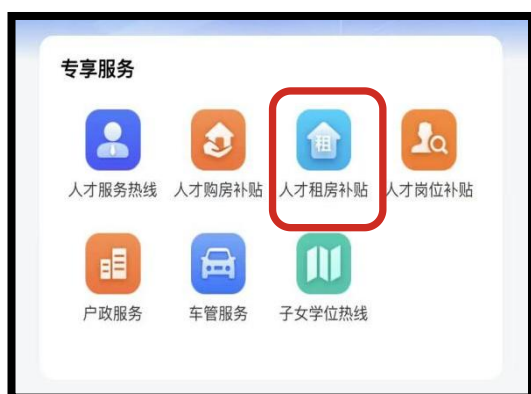 专享服务
租
人才服务热线 人才购房补贴 人才租房补贴 人才岗位补贴
户政服务 车管服务 子女学位热线